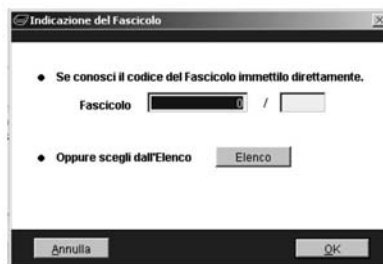 Indicazione del Fascicolo
● Se conosci il codice del Fascicolo immettilo direttamente.
Fascicolo 0 /
● Oppure scegli dall'Elenco Elenco
Annulla OK